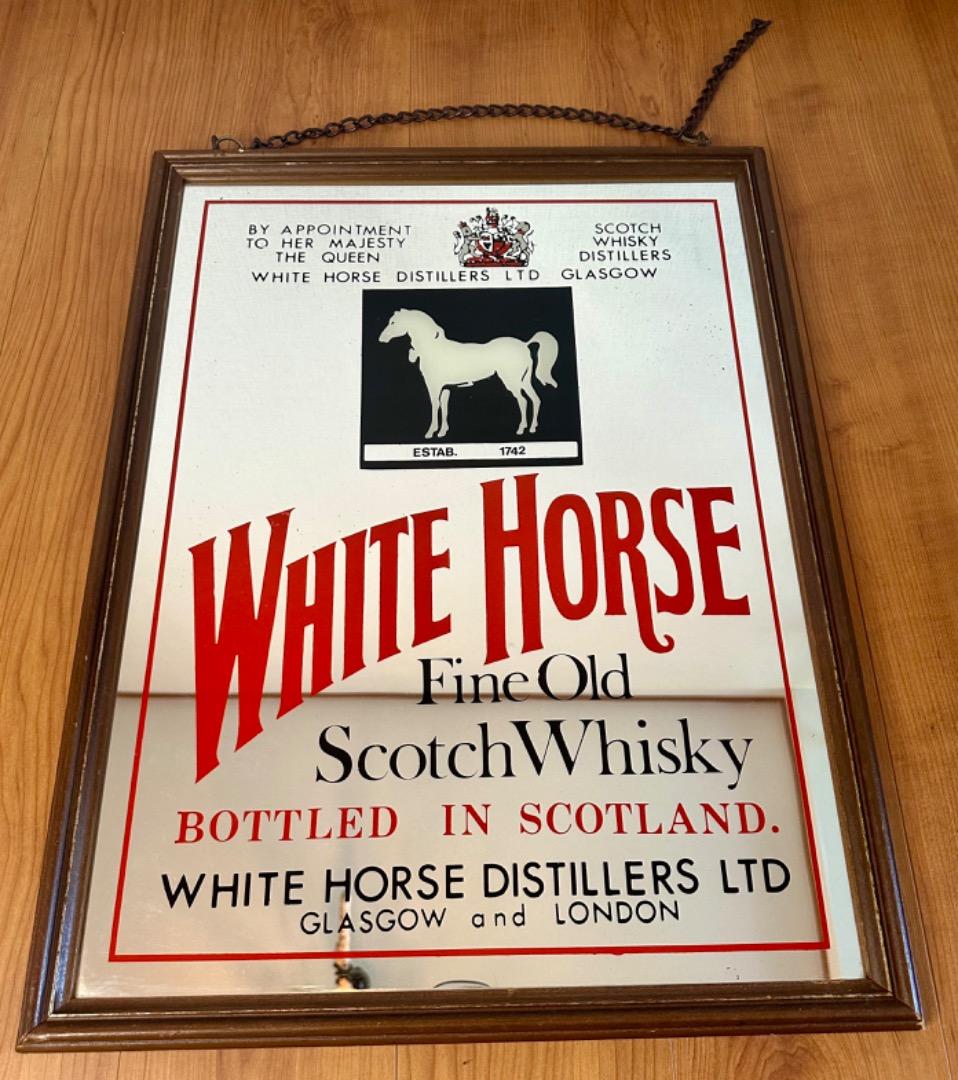 BY APPOINTMENT
TO HER MAJESTY
THE QUEEN
SCOTCH
WHISKY
DISTILLERS
WHITE HORSE DISTILLERS LTD GLASGOW
ESTAB. 1742
WHITE HORSE
Fine Old
Scotch Whisky
BOTTLED IN SCOTLAND.
WHITE HORSE DISTILLERS LTD
GLASGOW and LONDON